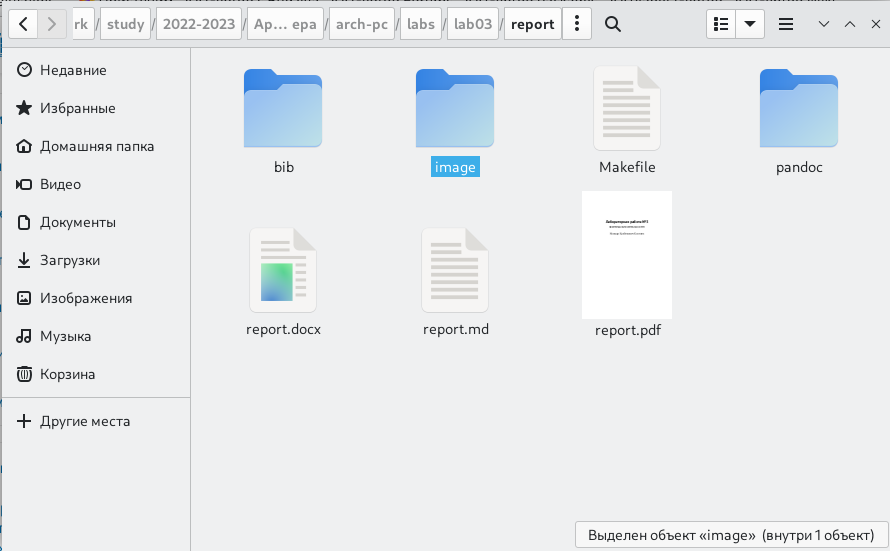 rk / study / 2022-2023 / Ар... ера / arch-pc / labs / lab03 / report
Недавние
Избранные
Домашняя папка
Видео
Документы
Загрузки
Изображения
Музыка
Корзина
Другие места
bib
image
Makefile
pandoc
report.docx
report.md
report.pdf
Выделен объект «image» (внутри 1 объект)